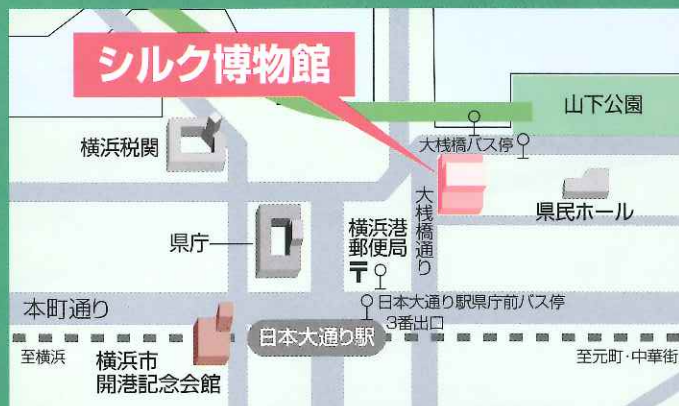 シルク博物館
山下公園
大桟橋バス停
横浜税関
県民ホール
大桟橋通り
横浜港
郵便局
〒
県庁
本町通り
日本大通り駅県庁前バス停
3番出口
日本大通り駅
至横浜
横浜市
開港記念会館
至元町・中華街